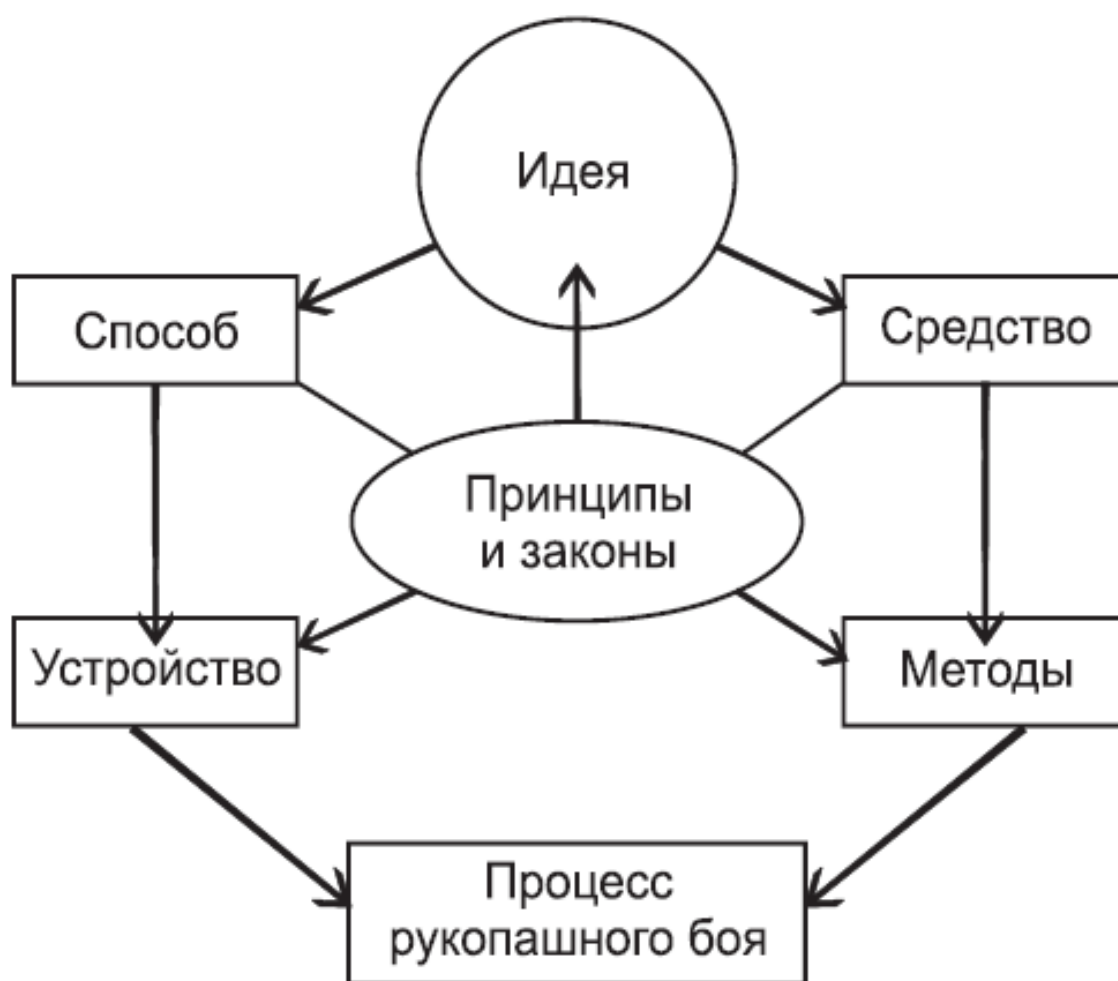 Идея
Способ
Средство
Принципы
и законы
Устройство
Методы
Процесс
рукопашного боя